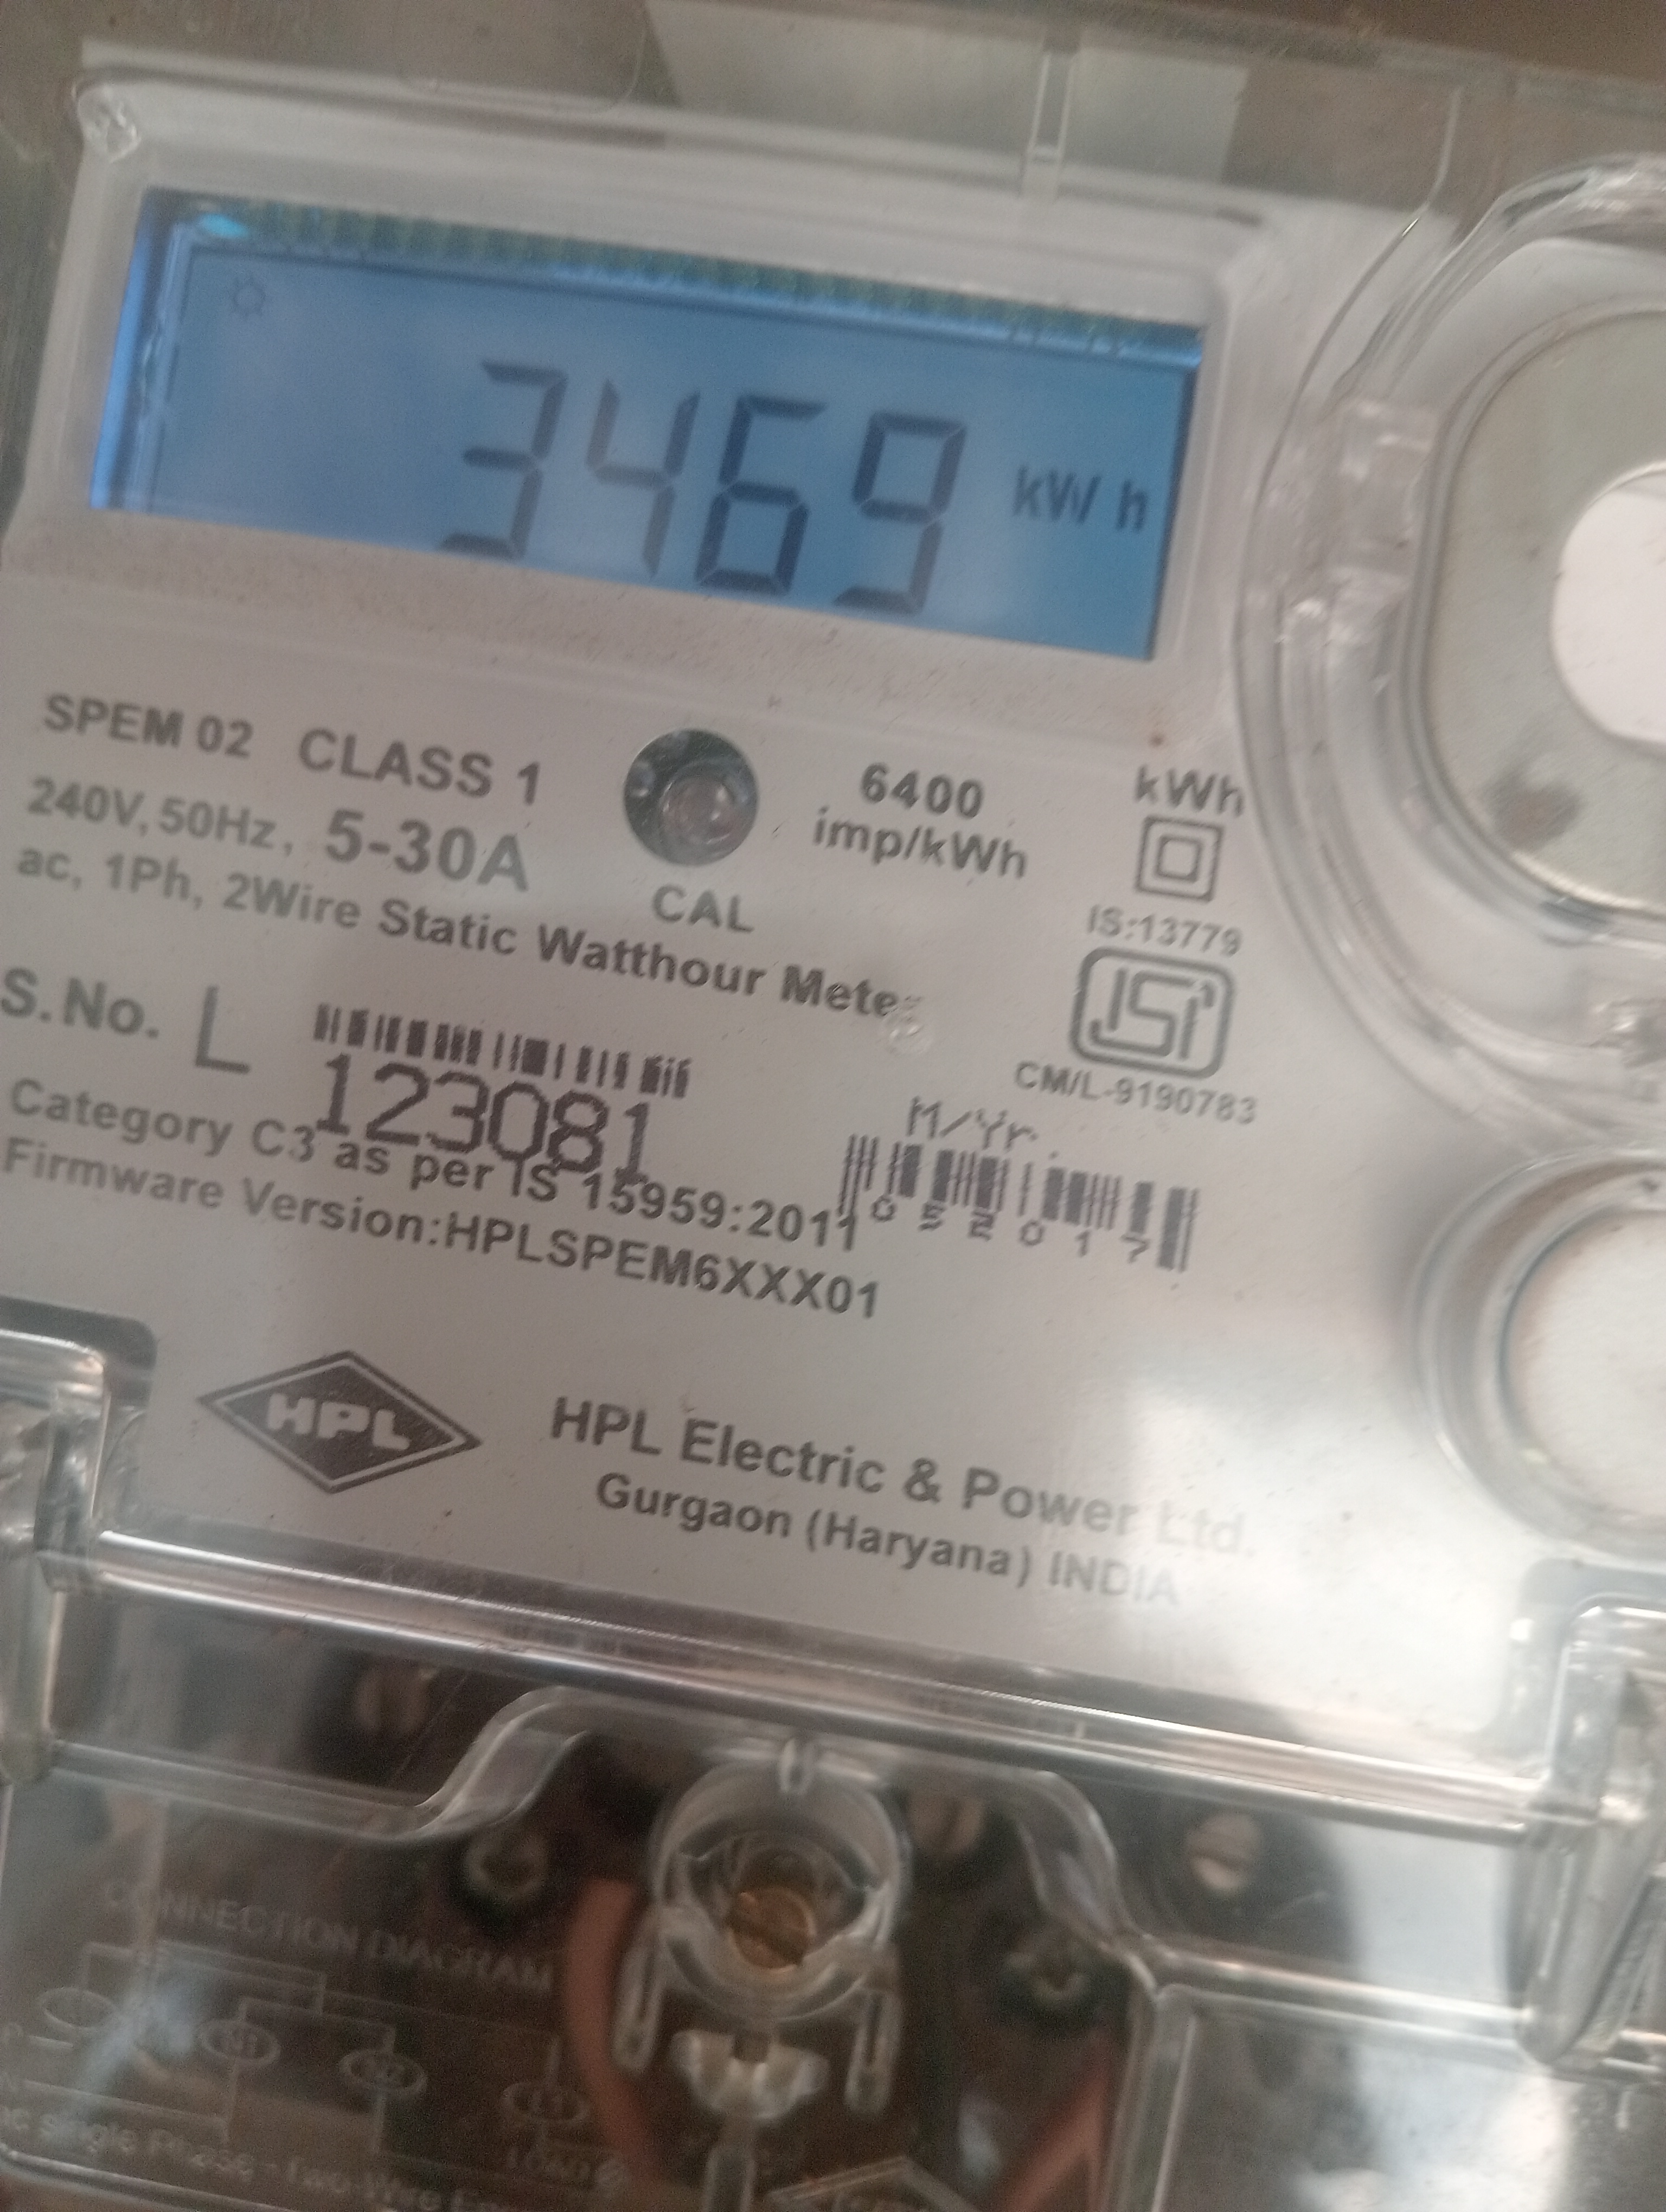 3469 kW h
SPEM 02 CLASS 1
240V, 50Hz, 5-30A
ac, 1Ph, 2Wire Static Watthour Mete
CAL
6400
imp/kWh
kWh
IS:13779
ISI
CM/L-9190783
S.No. L
123081
M/Yr.
052017
Category C3 as per IS 15959:2011
Firmware Version:HPLSPEM6XXX01
HPL
HPL Electric & Power Ltd.
Gurgaon (Haryana) INDIA
CONNECTION DIAGRAM